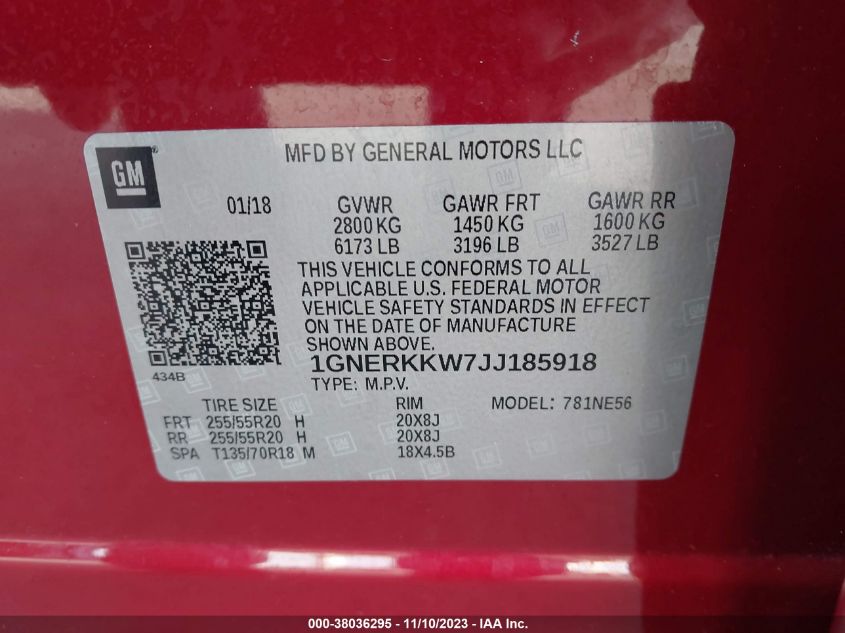 GM
MFD BY GENERAL MOTORS LLC
01/18 GVWR GAWR FRT GAWR RR
2800 KG 1450 KG 1600 KG
6173 LB 3196 LB 3527 LB
THIS VEHICLE CONFORMS TO ALL
APPLICABLE U.S. FEDERAL MOTOR
VEHICLE SAFETY STANDARDS IN EFFECT
ON THE DATE OF MANUFACTURE
SHOWN ABOVE.
434B
1GNERKKW7JJ185918
TYPE: M.P.V.
TIRE SIZE RIM MODEL: 781NE56
FRT 255/55R20 H 20X8J
RR 255/55R20 H 20X8J
SPA T135/70R18 M 18X4.5B
000-38036295 - 11/10/2023 - IAA Inc.